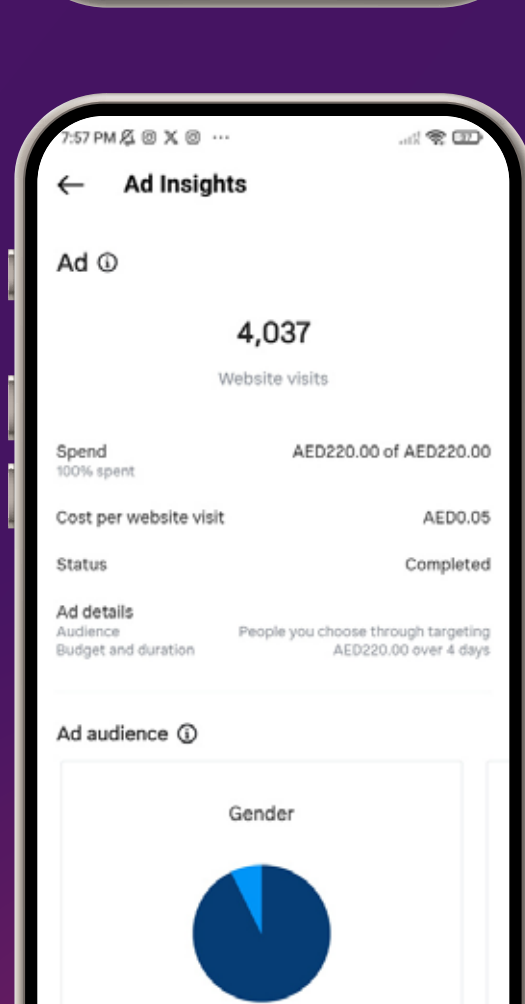 7:57 PM
37
Ad Insights
Ad
4,037
Website visits
Spend AED220.00 of AED220.00
100% spent
Cost per website visit AED0.05
Status Completed
Ad details
Audience People you choose through targeting
Budget and duration AED220.00 over 4 days
Ad audience
Gender